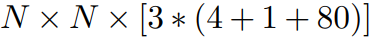 N × N × [3 ∗ (4 + 1 + 80)]